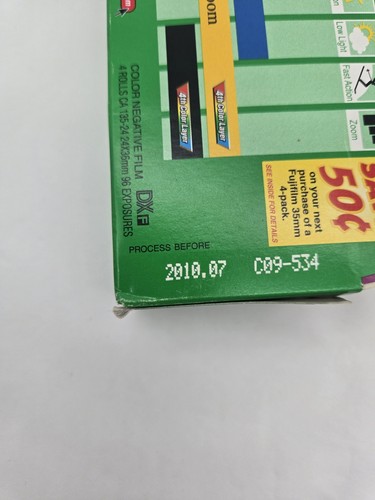 oom
Low Light
Fast Action
Zoom
4th Color Layer
4th Color Layer
COLOR NEGATIVE FILM
4 ROLLS CA 135-24 24X36mm 96 EXPOSURES
DX
50¢
on your next
purchase of a
Fujifilm 35mm
4-pack.
SEE INSIDE FOR DETAILS
PROCESS BEFORE
2010.07 C09-534